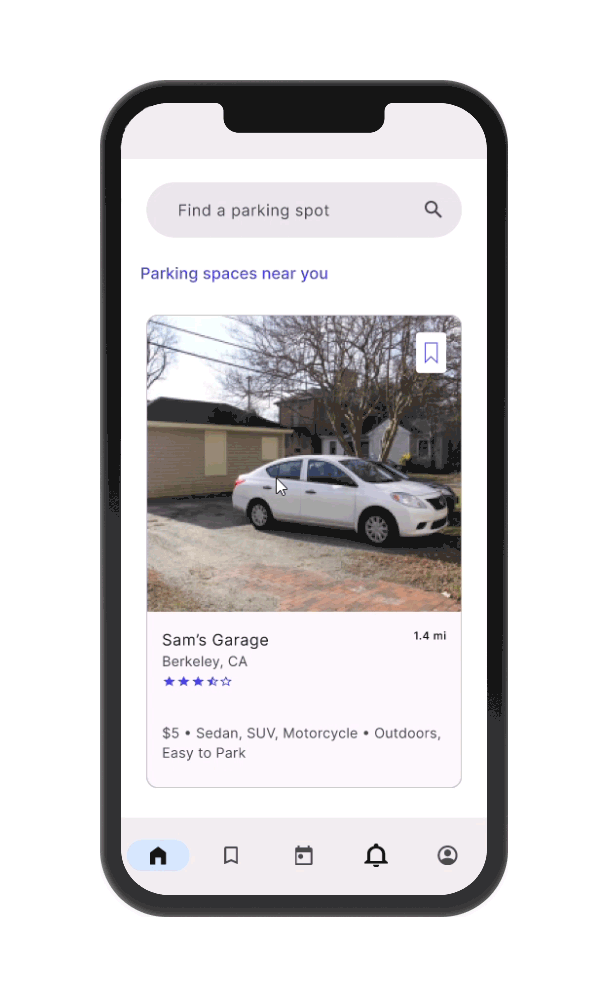 Find a parking spot
Parking spaces near you
Sam’s Garage
1.4 mi
Berkeley, CA
$5 • Sedan, SUV, Motorcycle • Outdoors,
Easy to Park